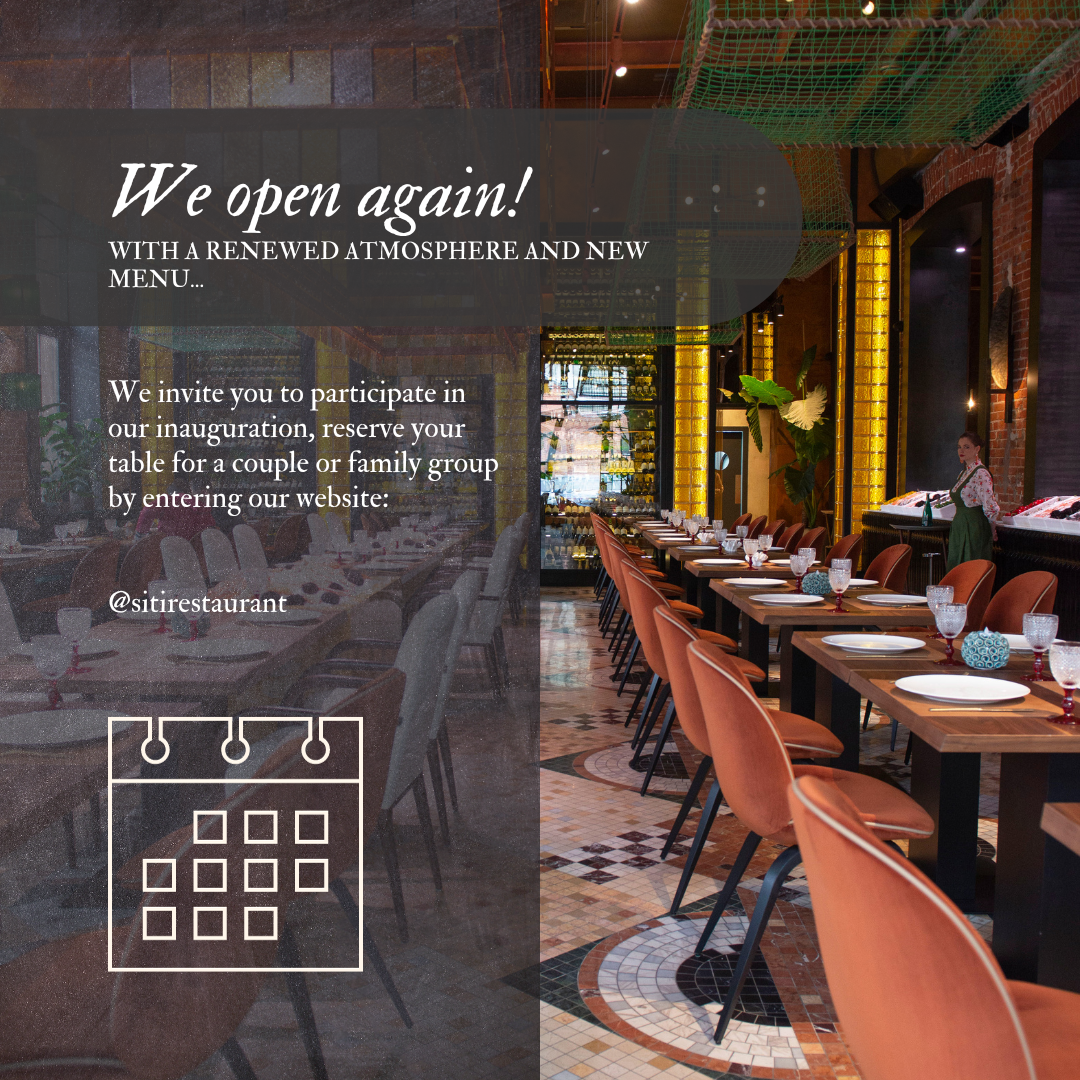 We open again!
WITH A RENEWED ATMOSPHERE AND NEW
MENU...
We invite you to participate in
our inauguration, reserve your
table for a couple or family group
by entering our website:
@sitirestaurant